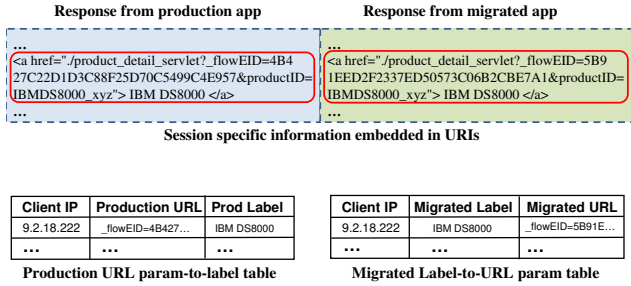 Response from production app
Response from migrated app
...
<a href="./product_detail_servlet?_flowEID=4B4
27C22D1D3C88F25D70C5499C4E957&productID=
IBMDS8000_xyz"> IBM DS8000 </a>
...
...
<a href="./product_detail_servlet?_flowEID=5B9
1EED2F2337ED50573C06B2CBE7A1&productID=
IBMDS8000_xyz"> IBM DS8000 </a>
...
Session specific information embedded in URIs
Client IP Production URL Prod Label
9.2.18.222 _flowEID=4B427... IBM DS8000
... ... ...
Production URL param-to-label table
Client IP Migrated Label Migrated URL
9.2.18.222 IBM DS8000 _flowEID=5B91E...
... ... ...
Migrated Label-to-URL param table